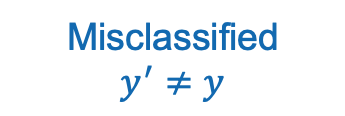 Misclassified
y′ ≠ y